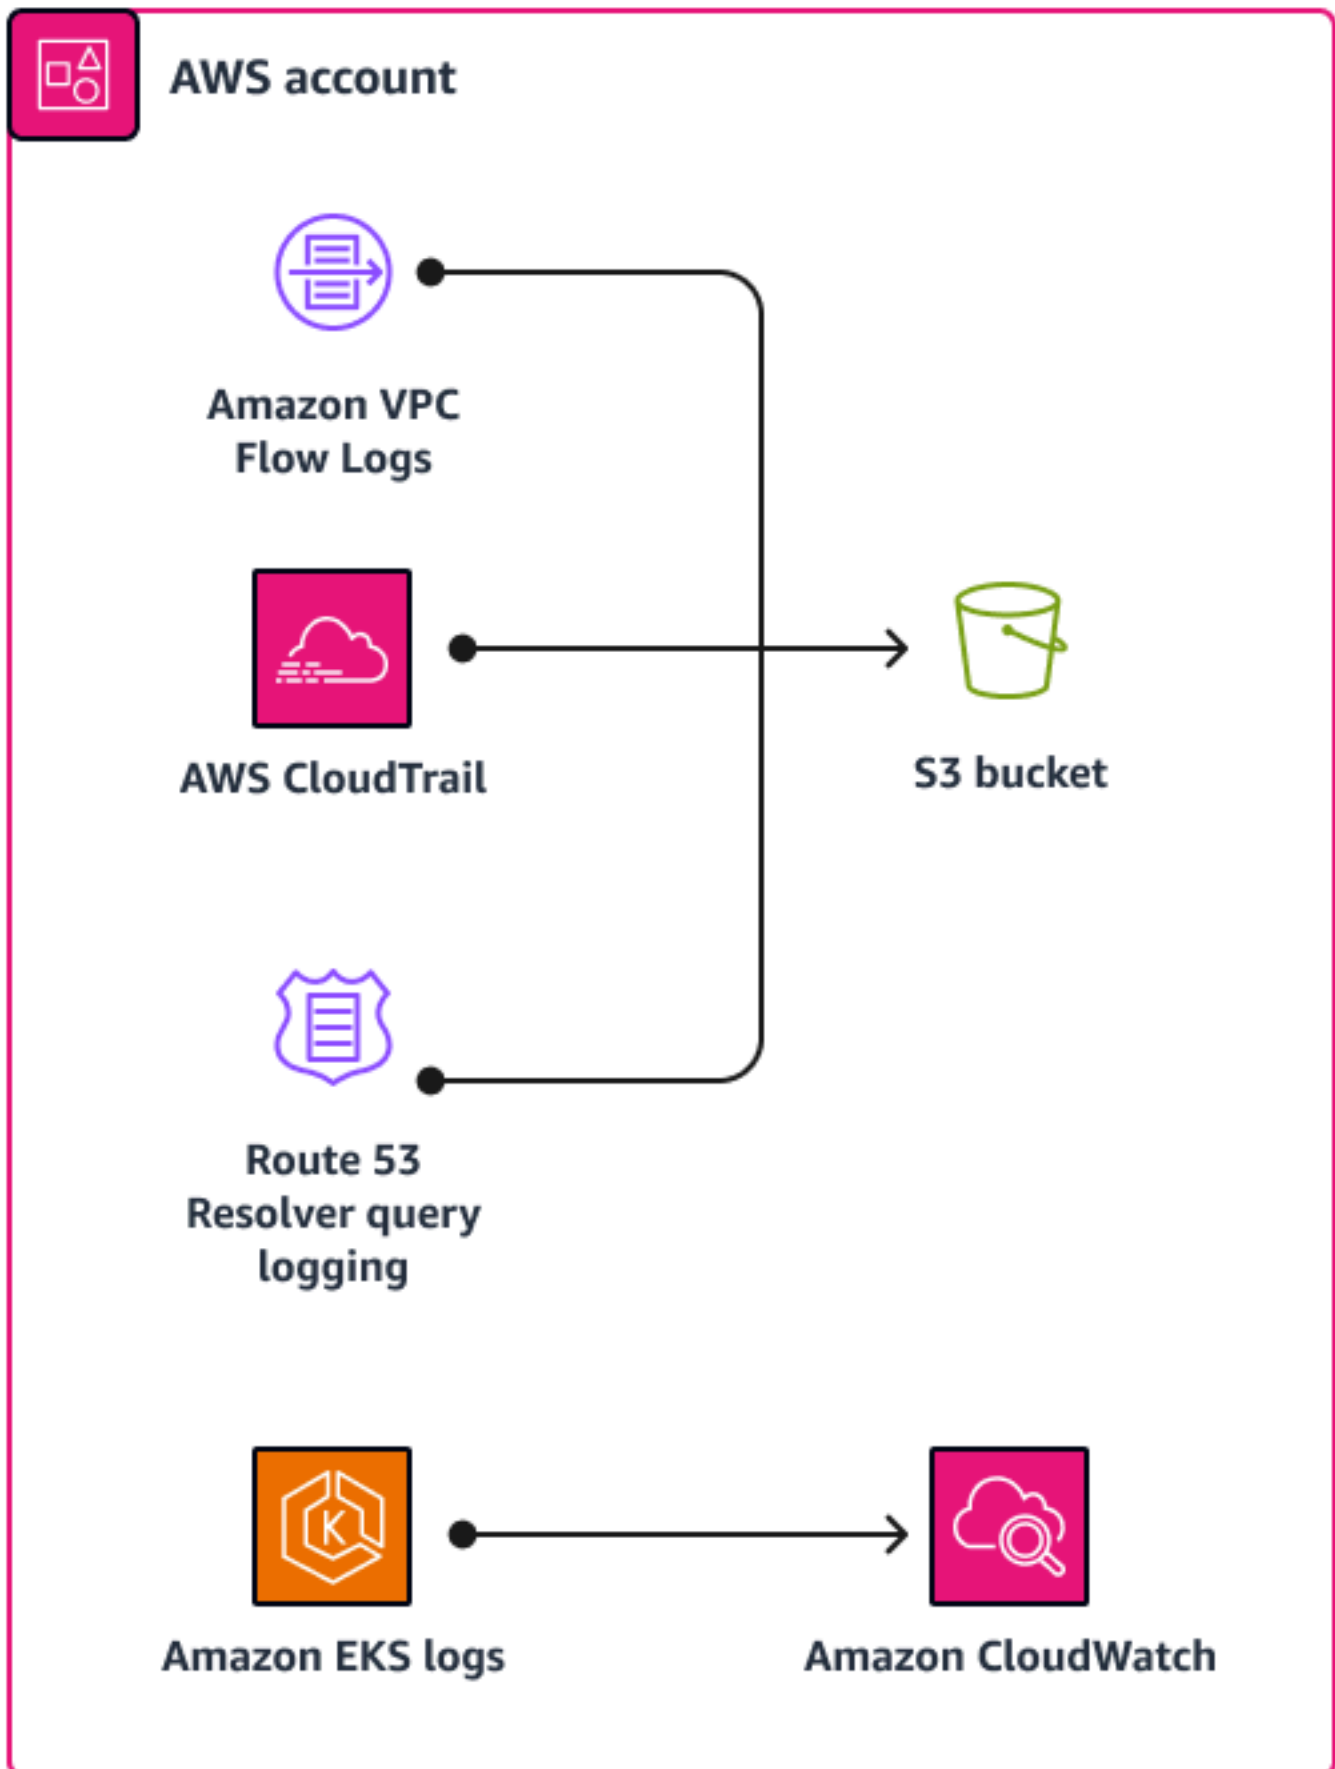 AWS account
Amazon VPC
Flow Logs
AWS CloudTrail
S3 bucket
Route 53
Resolver query
logging
Amazon EKS logs
Amazon CloudWatch